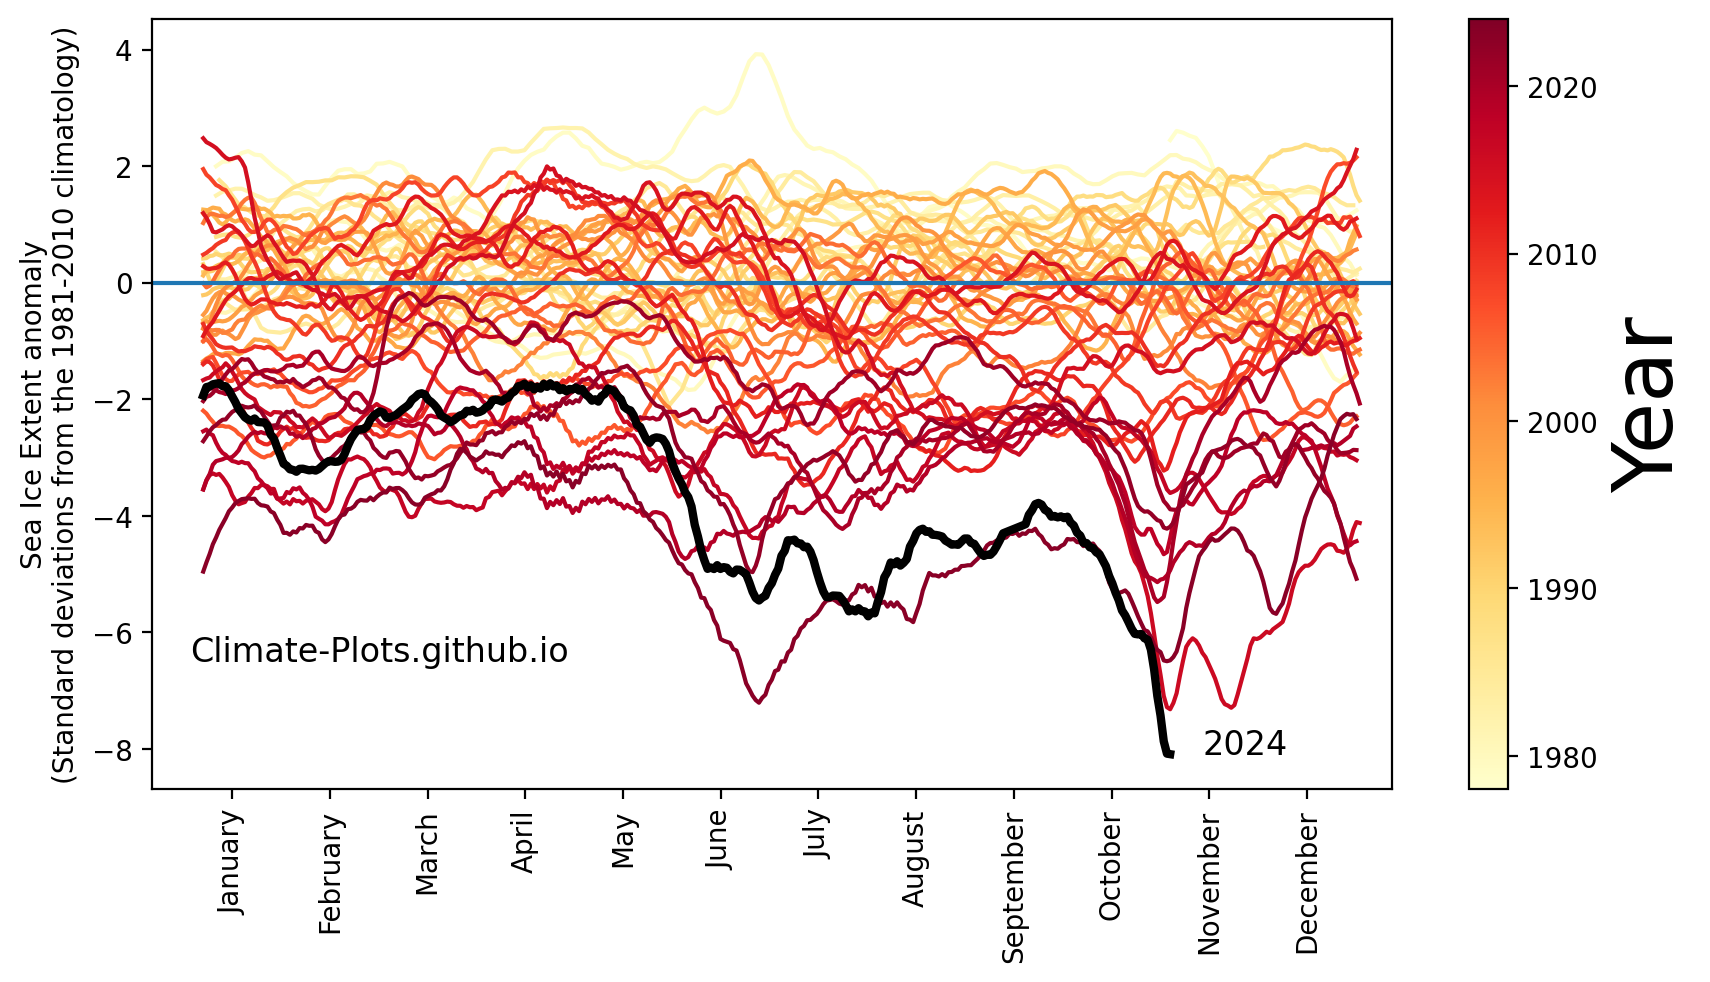 Sea Ice Extent anomaly
(Standard deviations from the 1981-2010 climatology)
4
2
0
−2
−4
−6
−8
Climate-Plots.github.io
2024
January
February
March
April
May
June
July
August
September
October
November
December
2020
2010
2000
1990
1980
Year